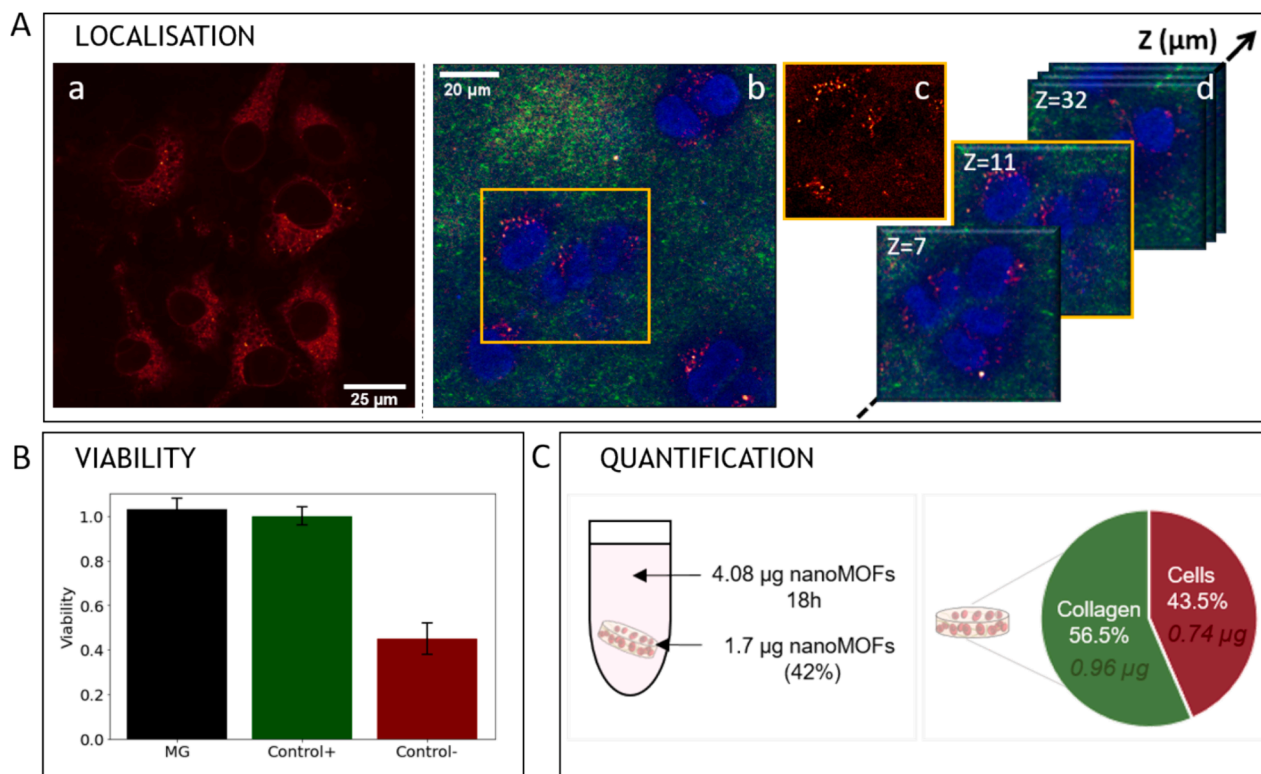 A
LOCALISATION
a
25 µm
20 µm
b
c
Z (µm)
d
Z=32
Z=11
Z=7
B
VIABILITY
Viability
1.0
0.8
0.6
0.4
0.2
0.0
MG
Control+
Control-
C
QUANTIFICATION
4.08 µg nanoMOFs
18h
1.7 µg nanoMOFs
(42%)
Collagen
56.5%
0.96 µg
Cells
43.5%
0.74 µg